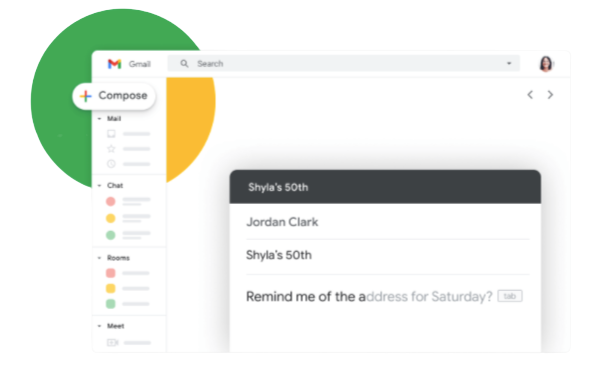 Gmail
Search
Compose
Mail
Chat
Rooms
Meet
Shyla's 50th
Jordan Clark
Shyla's 50th
Remind me of the address for Saturday? tab